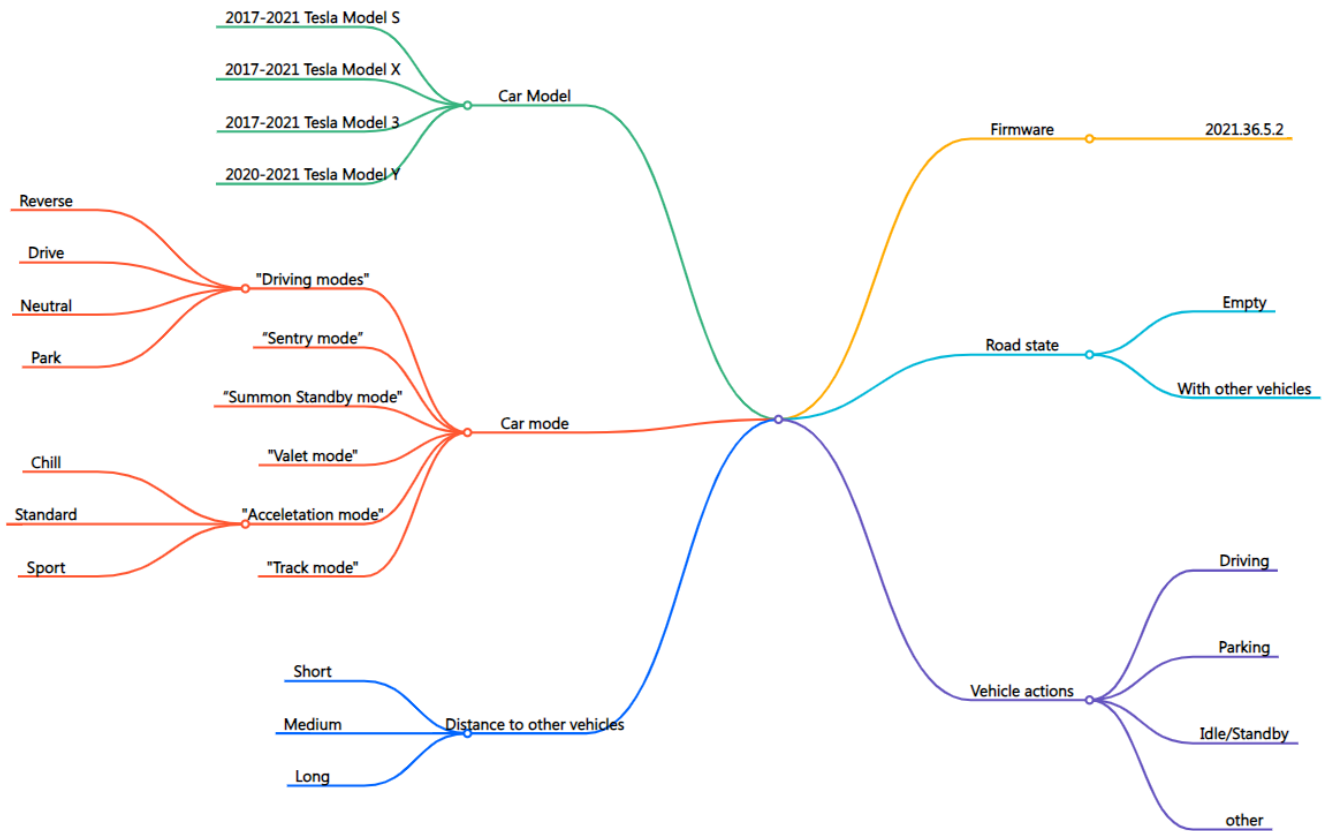 2017-2021 Tesla Model S
2017-2021 Tesla Model X
2017-2021 Tesla Model 3
2020-2021 Tesla Model Y
Car Model
Reverse
Drive
Neutral
Park
"Driving modes"
“Sentry mode”
“Summon Standby mode"
"Valet mode"
Chill
Standard
Sport
"Acceletation mode"
"Track mode"
Car mode
Short
Medium
Long
Distance to other vehicles
Firmware
2021.36.5.2
Road state
Empty
With other vehicles
Vehicle actions
Driving
Parking
Idle/Standby
other